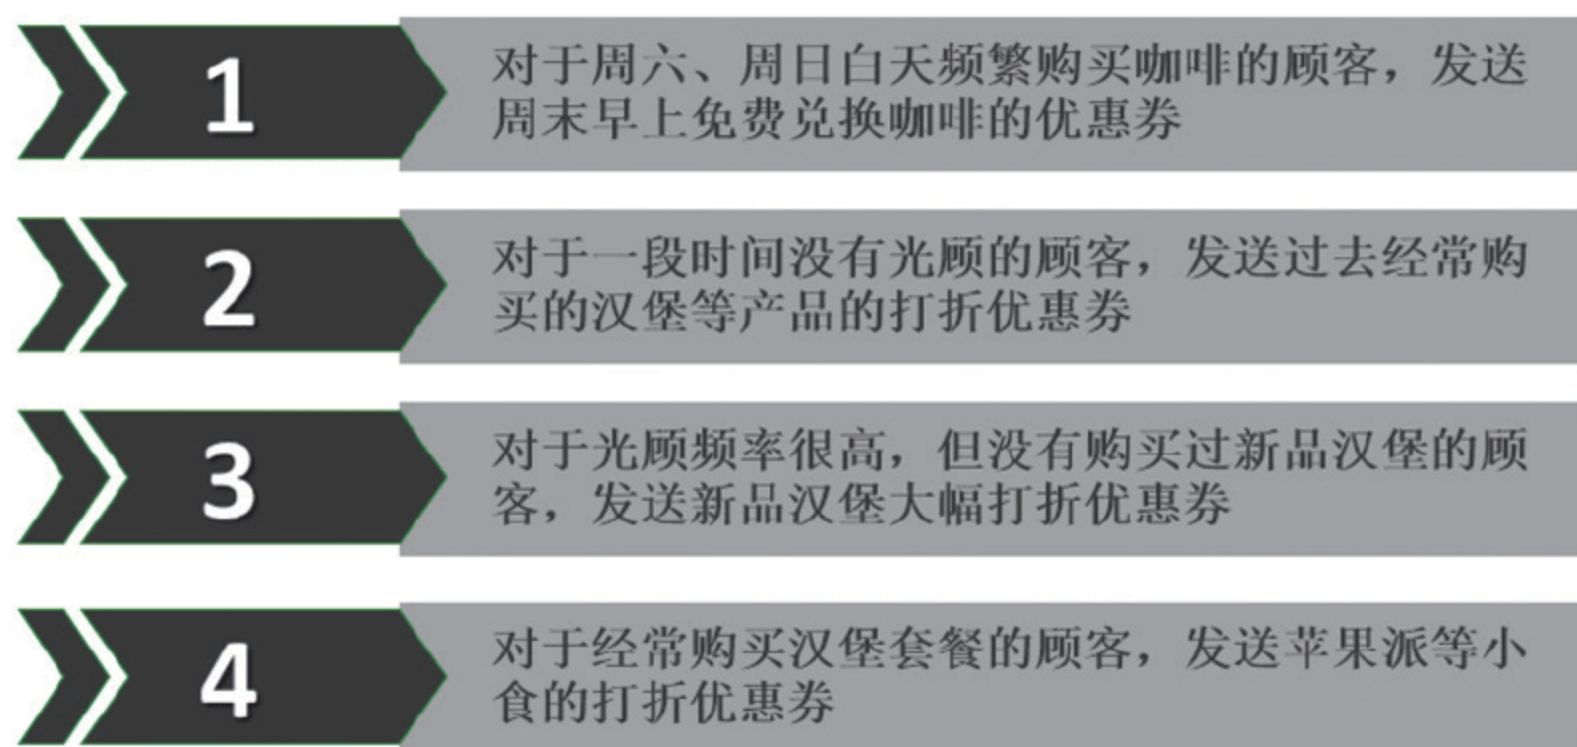 1
对于周六、周日白天频繁购买咖啡的顾客，发送
周末早上免费兑换咖啡的优惠券
2
对于一段时间没有光顾的顾客，发送过去经常购
买的汉堡等产品的打折优惠券
3
对于光顾频率很高，但没有购买过新品汉堡的顾
客，发送新品汉堡大幅打折优惠券
4
对于经常购买汉堡套餐的顾客，发送苹果派等小
食的打折优惠券